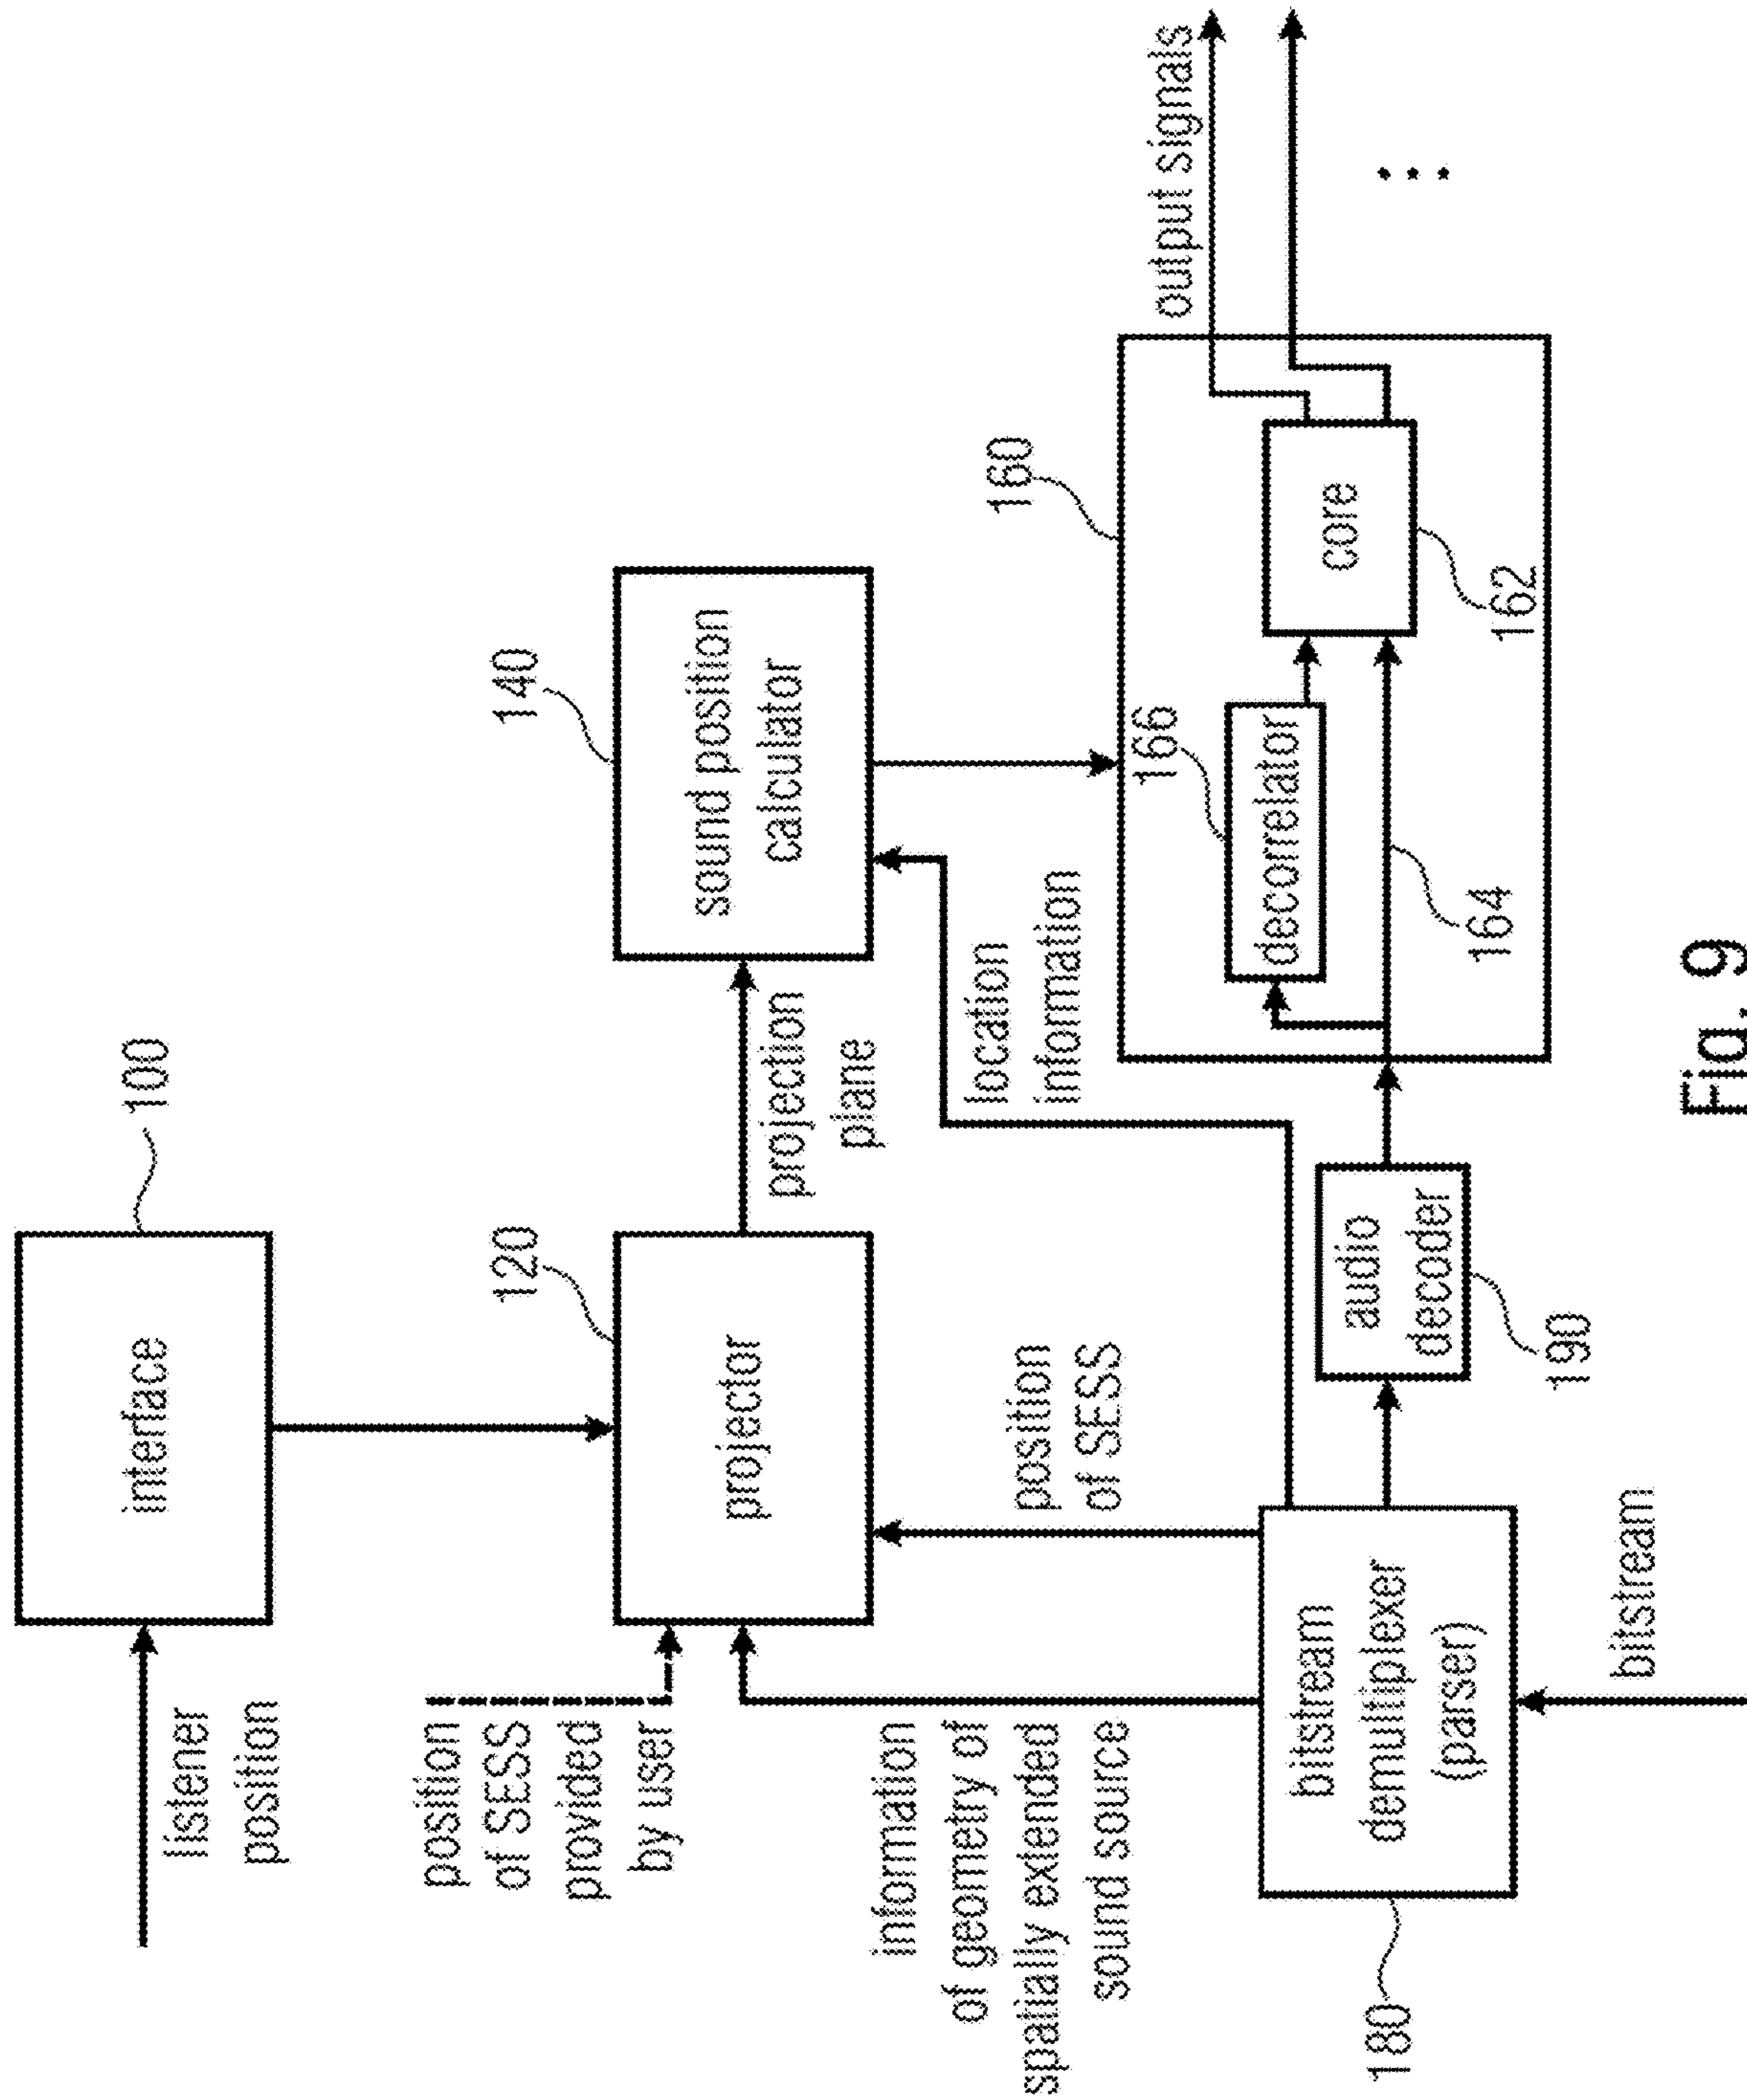 100
interface
listener
position
120
projector
position
of SESS
provided
by user
projection
plane
140
sound position
calculator
information
of geometry of
spatially extended
sound source
position
of SESS
location
information
160
output signals
166
decorrelator
core
162
164
180
bitstream
demultiplexer
(parser)
audio
decoder
190
bitstream
Fig. 9